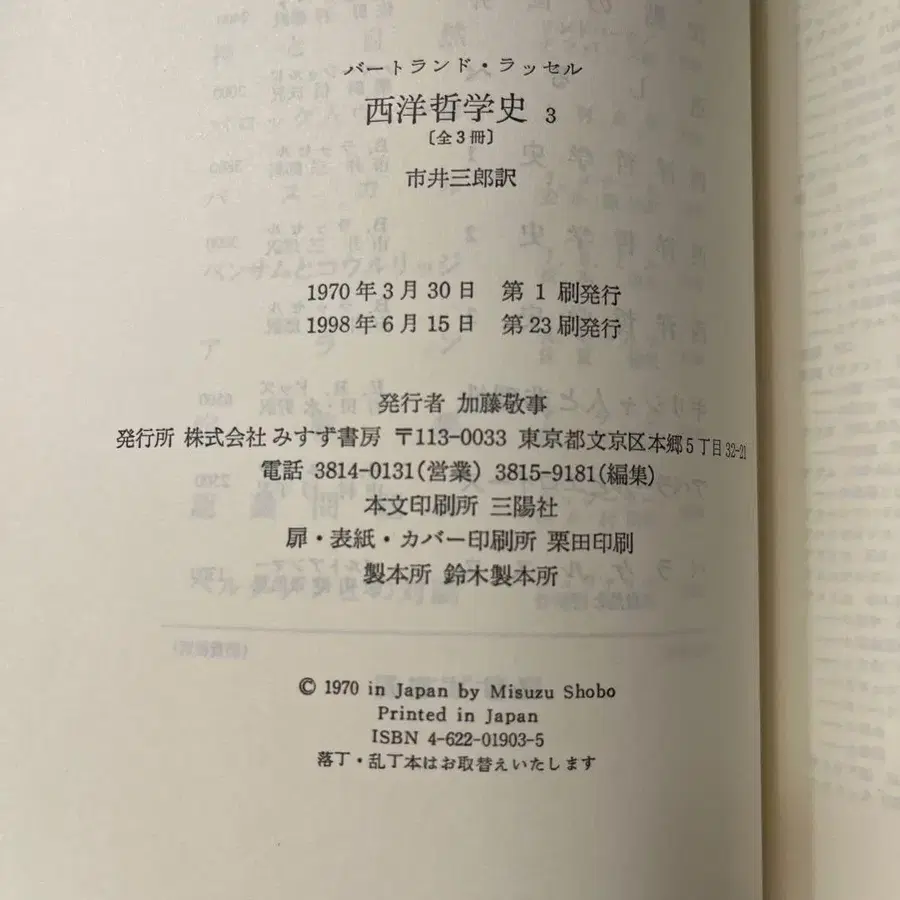 バートランド・ラッセル
西洋哲学史 3
〔全3冊〕
市井三郎訳
1970年3月30日 第1刷発行
1998年6月15日 第23刷発行
発行者 加藤敬事
発行所 株式会社 みすず書房 〒113-0033 東京都文京区本郷5丁目32-21
電話 3814-0131(営業) 3815-9181(編集)
本文印刷所 三陽社
扉・表紙・カバー印刷所 栗田印刷
製本所 鈴木製本所
© 1970 in Japan by Misuzu Shobo
Printed in Japan
ISBN 4-622-01903-5
落丁・乱丁本はお取替えいたします